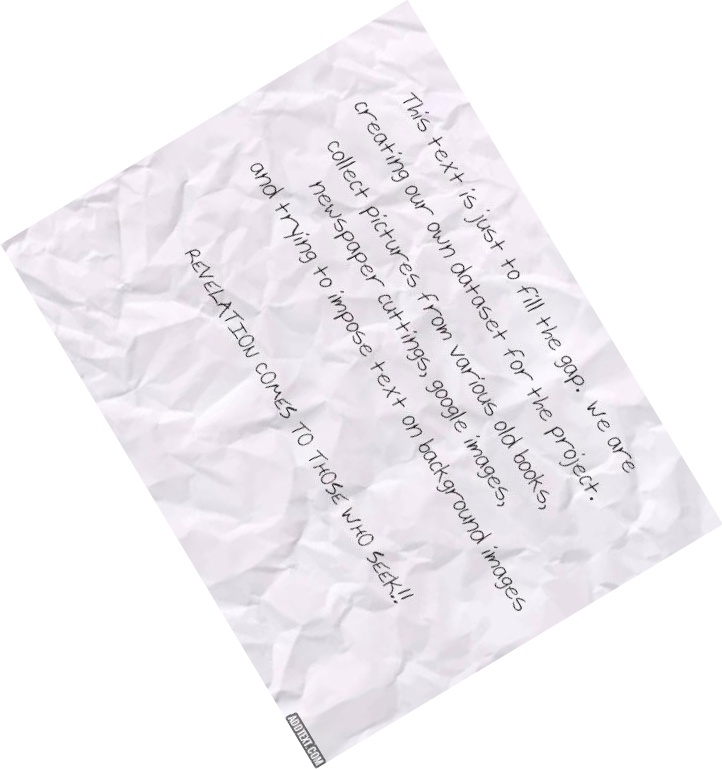 This text is just to fill the gap. We are
creating our own dataset for the project.
collect pictures from various old books,
newspaper cuttings, google images,
and trying to impose text on background images
REVELATION COMES TO THOSE WHO SEEK!!
ADDTEXT.COM